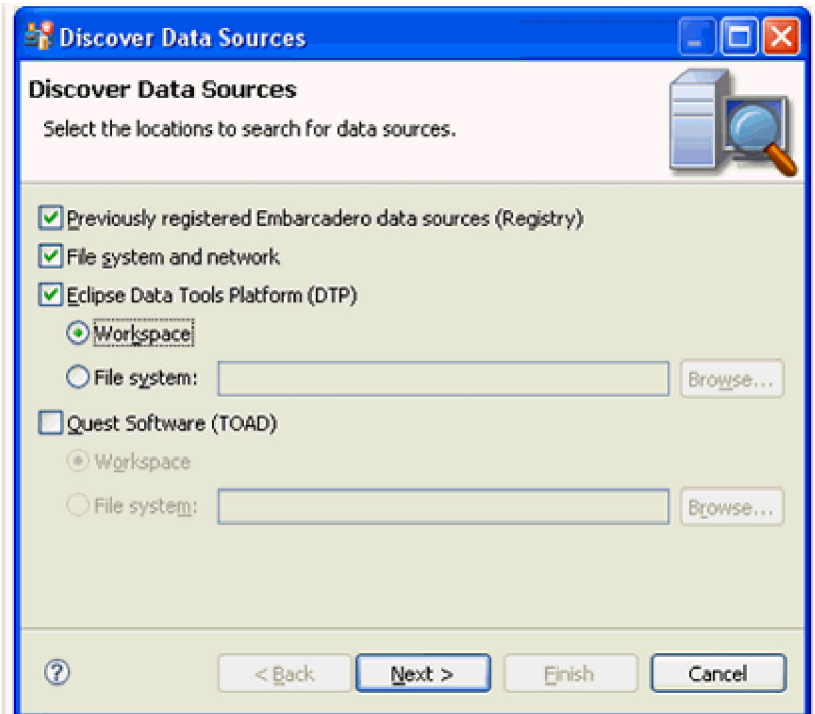 Discover Data Sources
Discover Data Sources
Select the locations to search for data sources.
Previously registered Embarcadero data sources (Registry)
File system and network
Eclipse Data Tools Platform (DTP)
Workspace
File system:
Browse...
Quest Software (TOAD)
Workspace
File system:
Browse...
?
< Back
Next >
Finish
Cancel